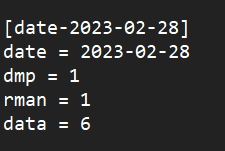 [date-2023-02-28]
date = 2023-02-28
dmp = 1
rman = 1
data = 6